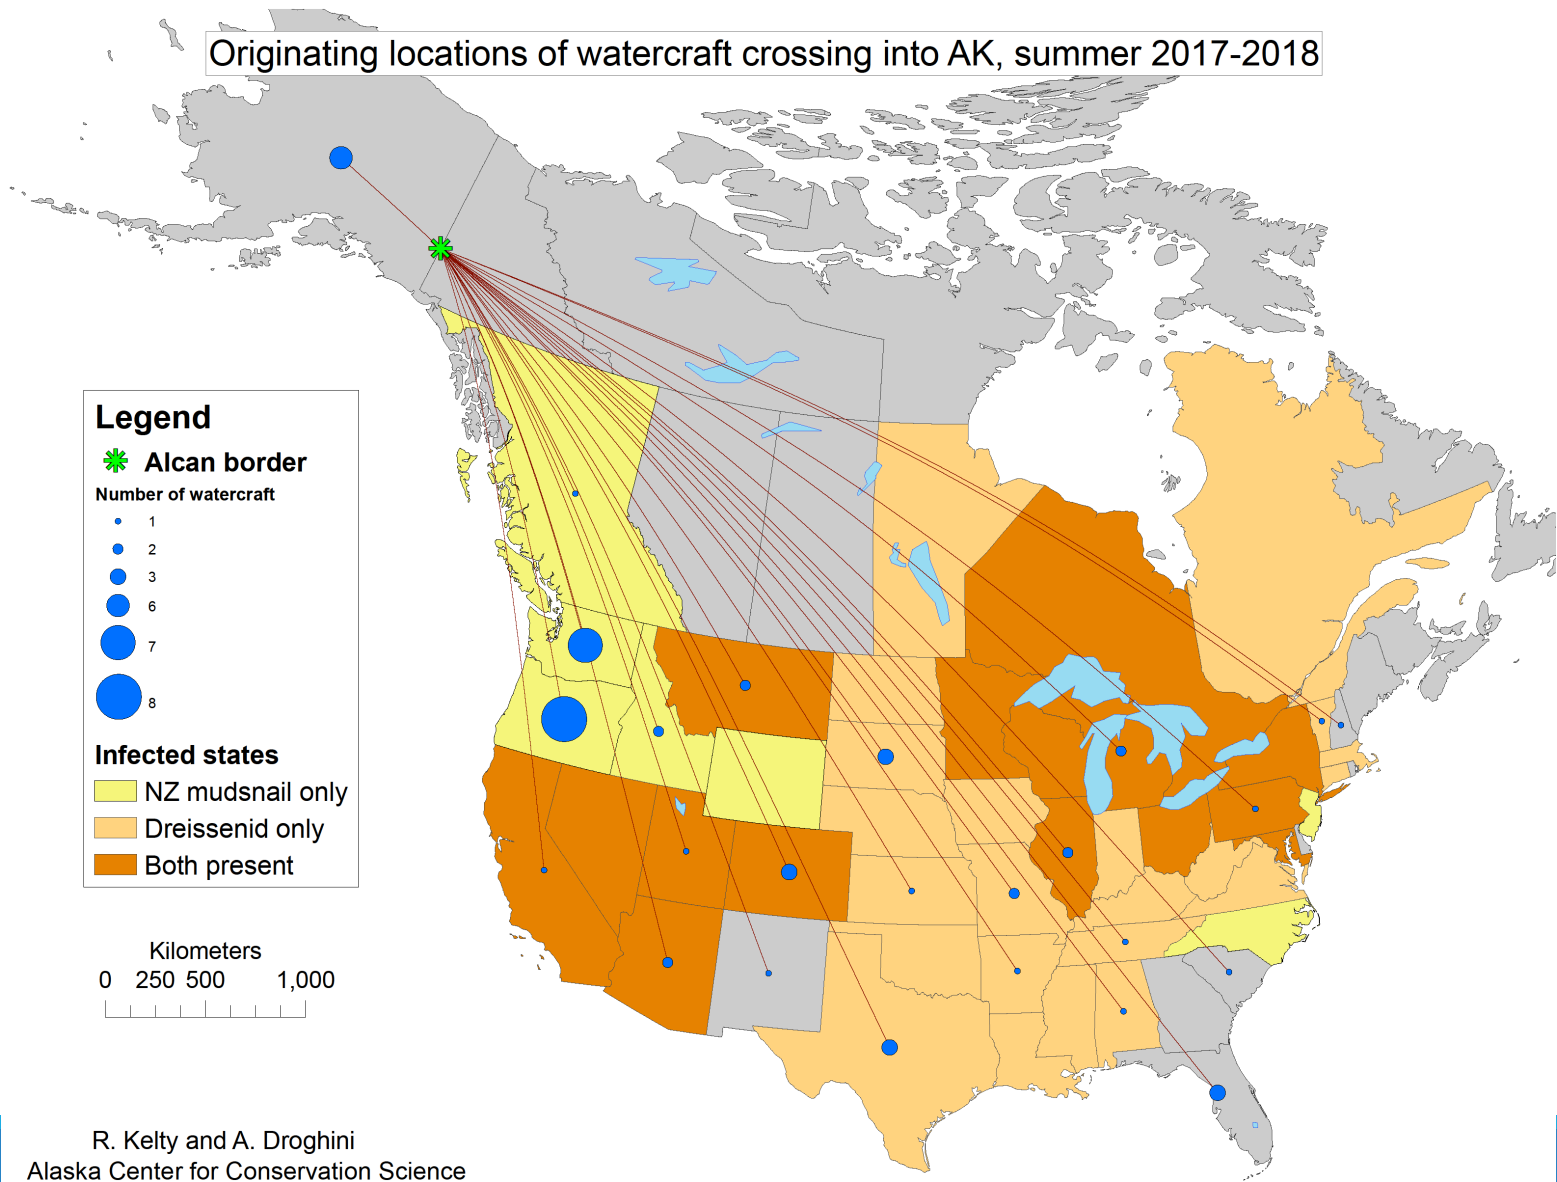 Originating locations of watercraft crossing into AK, summer 2017-2018
Legend
Alcan border
Number of watercraft
1
2
3
6
7
8
Infected states
NZ mudsnail only
Dreissenid only
Both present
Kilometers
0 250 500 1,000
R. Kelty and A. Droghini
Alaska Center for Conservation Science